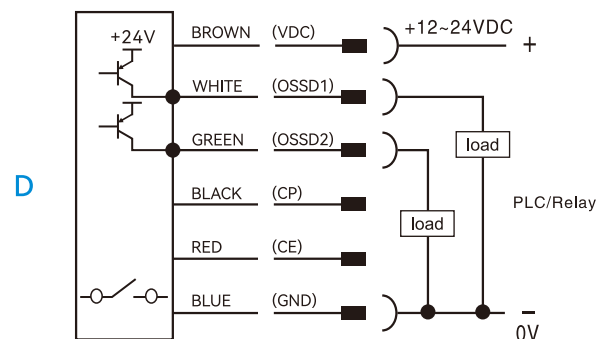 +24V
BROWN (VDC) +12~24VDC +
WHITE (OSSD1)
GREEN (OSSD2) load
D
BLACK (CP) PLC/Relay
load
RED (CE)
BLUE (GND) −
0V